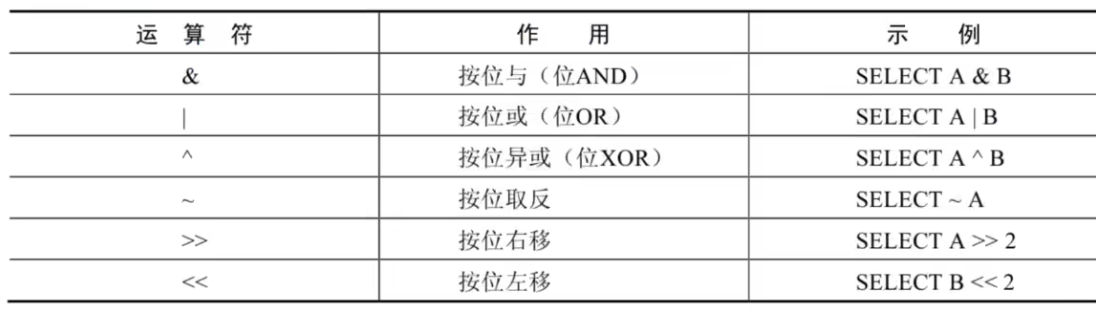 运 算 符 作 用 示 例
& 按位与（位AND） SELECT A & B
| 按位或（位OR） SELECT A | B
^ 按位异或（位XOR） SELECT A ^ B
~ 按位取反 SELECT ~ A
>> 按位右移 SELECT A >> 2
<< 按位左移 SELECT B << 2